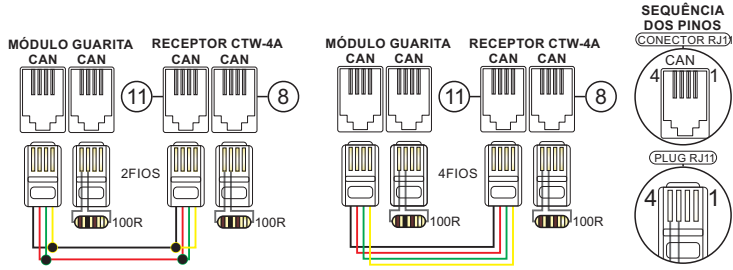 MÓDULO GUARITA
CAN CAN
RECEPTOR CTW-4A
CAN CAN
11
8
2FIOS
100R
100R
MÓDULO GUARITA
CAN CAN
RECEPTOR CTW-4A
CAN CAN
11
8
4FIOS
100R
100R
SEQUÊNCIA
DOS PINOS
CONECTOR RJ11
CAN
4 1
PLUG RJ11
4 1